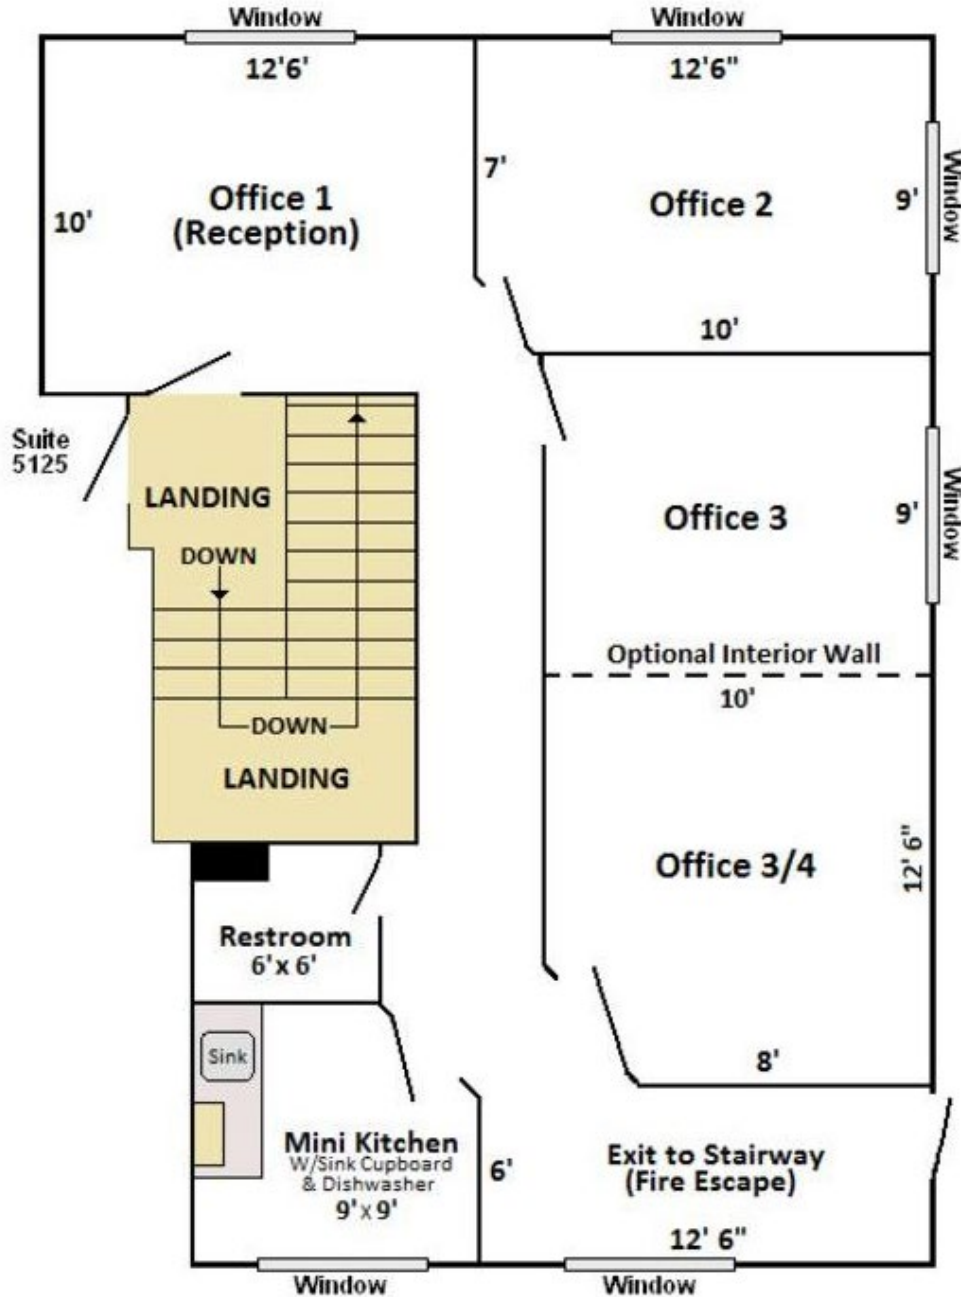 Window
Window
12'6'
12'6"
7'
Window
Office 1
(Reception)
Office 2
9'
10'
10'
Suite
5125
LANDING
Office 3
9'
Window
DOWN
Optional Interior Wall
10'
DOWN
LANDING
Office 3/4
12' 6"
Restroom
6' x 6'
Sink
8'
Mini Kitchen
W/Sink Cupboard
& Dishwasher
9' x 9'
6'
Exit to Stairway
(Fire Escape)
12' 6"
Window
Window